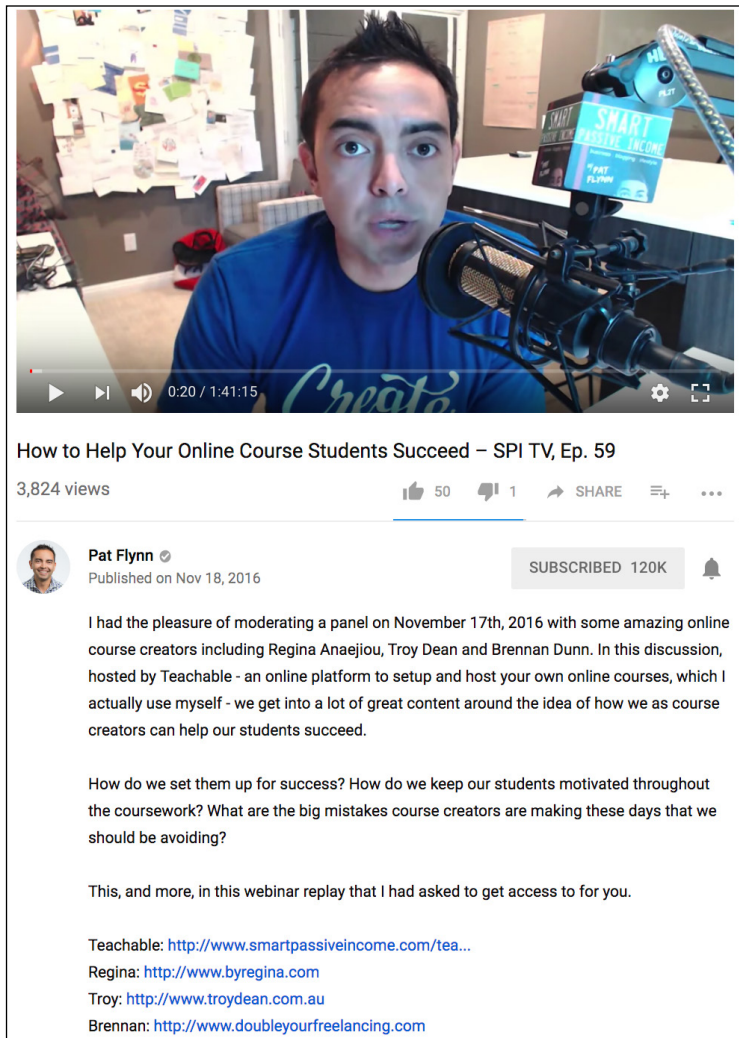 HEIL
PL1T
SMART
PASSIVE INCOME
PAT
FLYNN
SMART
Create
0:20 / 1:41:15
How to Help Your Online Course Students Succeed – SPI TV, Ep. 59
3,824 views
50 1 SHARE
Pat Flynn
Published on Nov 18, 2016
SUBSCRIBED 120K
I had the pleasure of moderating a panel on November 17th, 2016 with some amazing online
course creators including Regina Anaejiou, Troy Dean and Brennan Dunn. In this discussion,
hosted by Teachable - an online platform to setup and host your own online courses, which I
actually use myself - we get into a lot of great content around the idea of how we as course
creators can help our students succeed.
How do we set them up for success? How do we keep our students motivated throughout
the coursework? What are the big mistakes course creators are making these days that we
should be avoiding?
This, and more, in this webinar replay that I had asked to get access to for you.
Teachable: http://www.smartpassiveincome.com/tea...
Regina: http://www.byregina.com
Troy: http://www.troydean.com.au
Brennan: http://www.doubleyourfreelancing.com